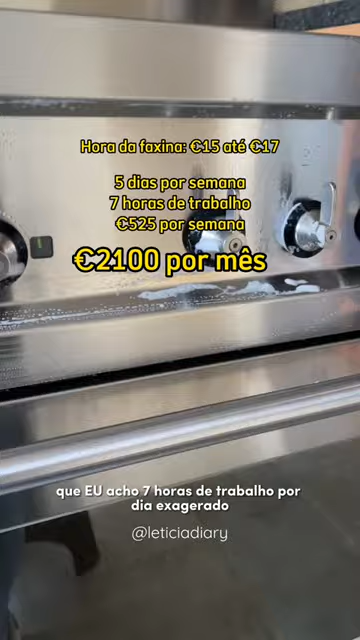 Hora da faxina: €15 até €17
5 dias por semana
7 horas de trabalho
€525 por semana
€2100 por mês
que EU acho 7 horas de trabalho por
dia exagerado
@leticiadiary